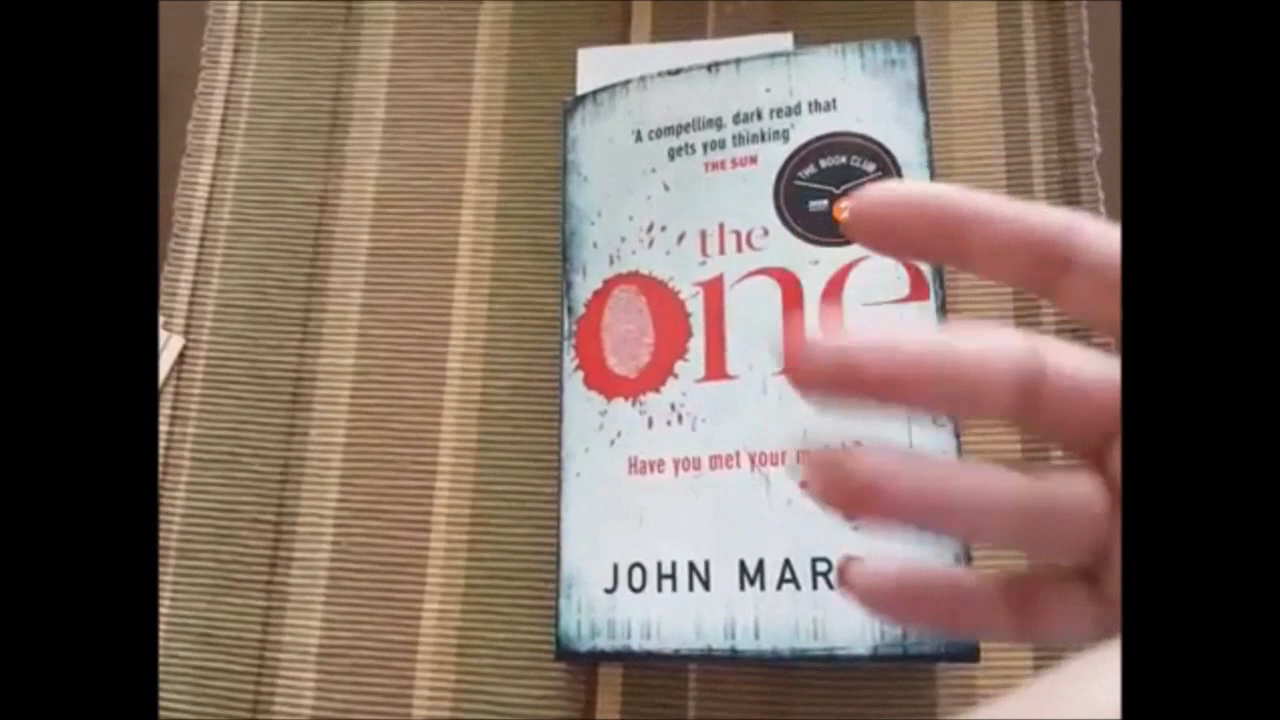 'A compelling, dark read that
gets you thinking'
THE SUN
THE BOOK CLUB
the
one
Have you met your
JOHN MAR